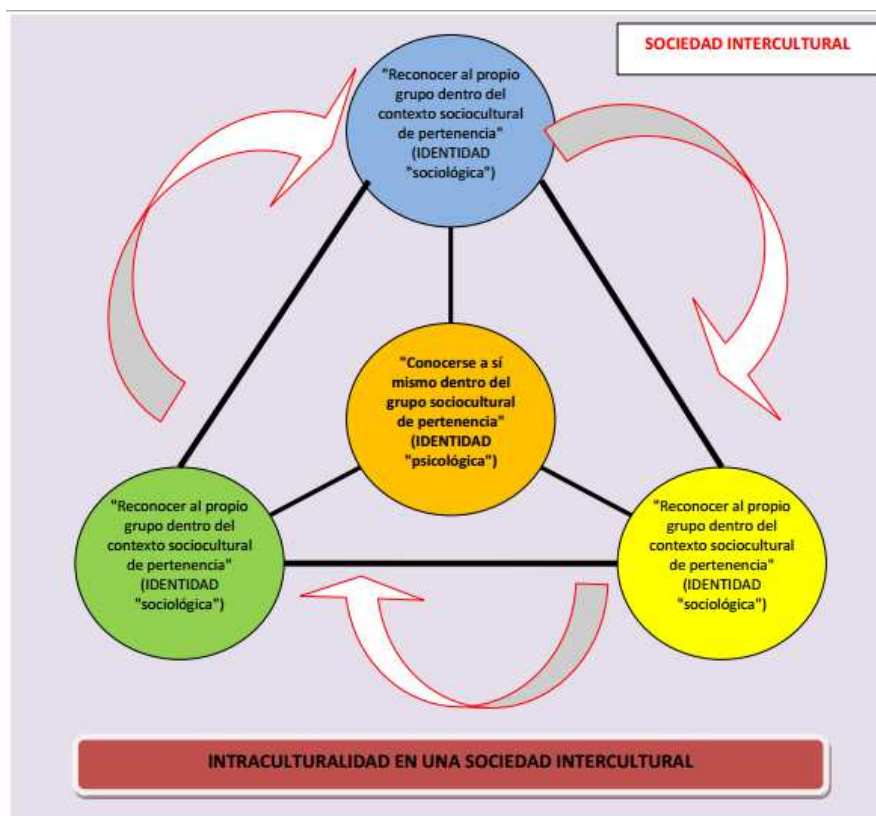 SOCIEDAD INTERCULTURAL
"Reconocer al propio
grupo dentro del
contexto sociocultural
de pertenencia"
(IDENTIDAD
"sociológica")
"Conocerse a sí
mismo dentro del
grupo sociocultural
de pertenencia"
(IDENTIDAD
"psicológica")
"Reconocer al propio
grupo dentro del
contexto sociocultural
de pertenencia"
(IDENTIDAD
"sociológica")
"Reconocer al propio
grupo dentro del
contexto sociocultural
de pertenencia"
(IDENTIDAD
"sociológica")
INTRACULTURALIDAD EN UNA SOCIEDAD INTERCULTURAL